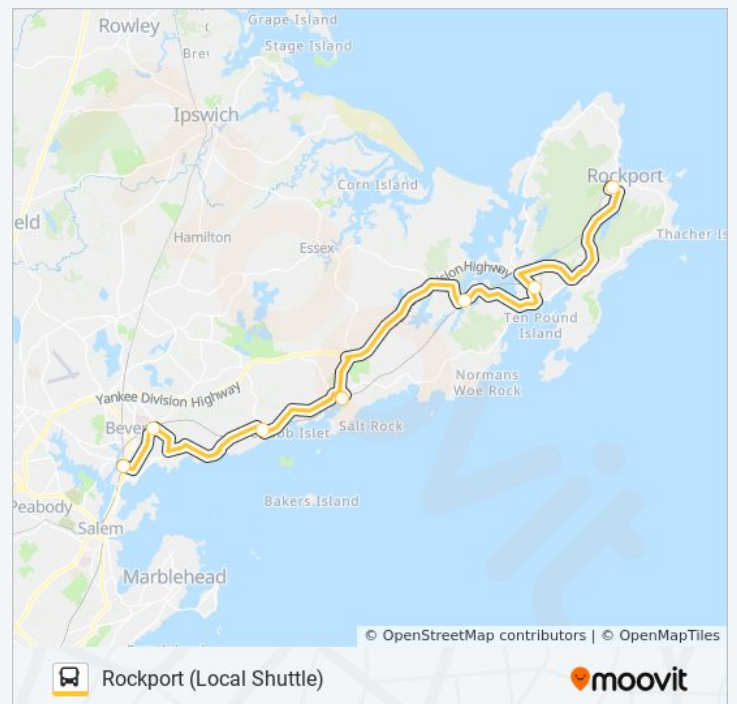 Grape Island
Rowley
Stage Island
Ipswich
Corn Island
Rockport
Hamilton
Essex
Thacher Is
Highway
Ten Pound
Island
Normans
Woe Rock
Yankee Division Highway
Salt Rock
Bakers Island
Peabody
Salem
Marblehead
© OpenStreetMap contributors | © OpenMapTiles
Rockport (Local Shuttle)
moovit